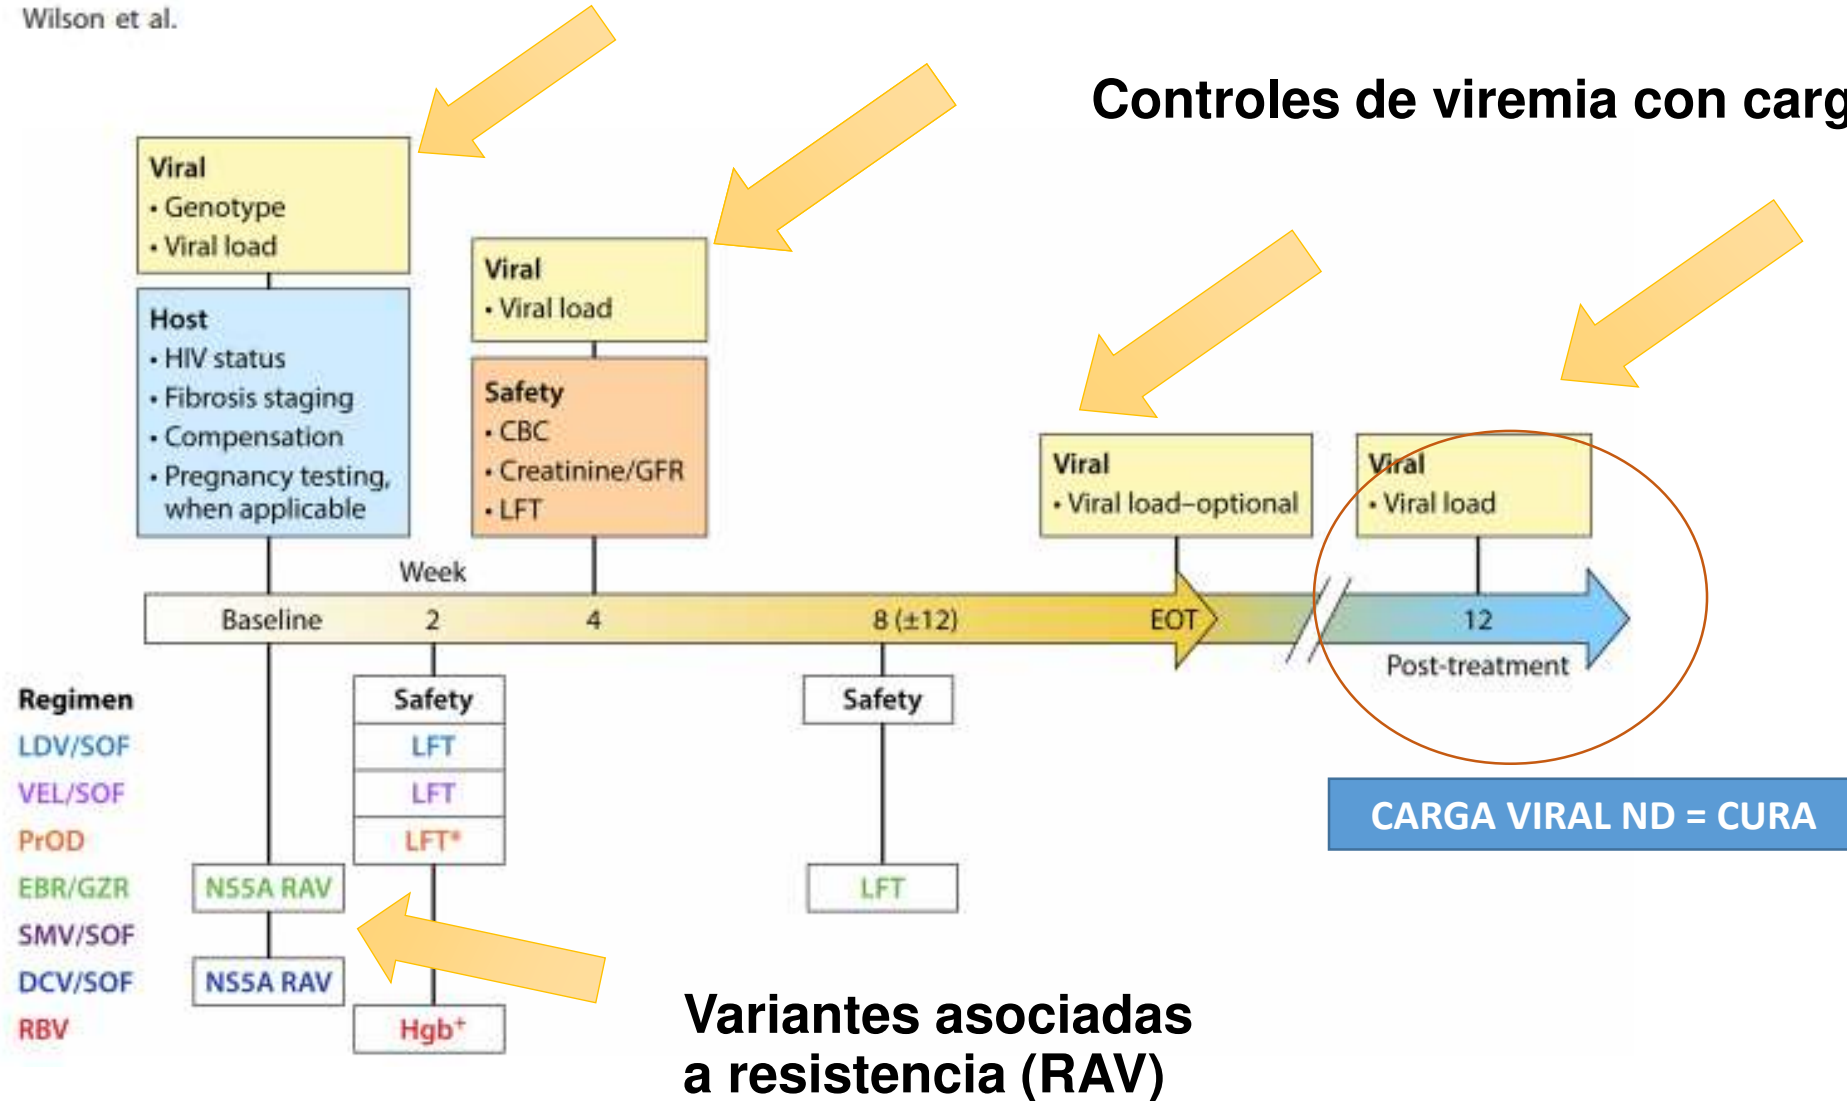 Wilson et al.
Controles de viremia con carg
Viral
• Genotype
• Viral load
Host
• HIV status
• Fibrosis staging
• Compensation
• Pregnancy testing,
when applicable
Viral
• Viral load
Safety
• CBC
• Creatinine/GFR
• LFT
Viral
• Viral load–optional
Viral
• Viral load
Week
Baseline
2
4
8 (±12)
EOT
12
Post-treatment
Regimen
LDV/SOF
VEL/SOF
PrOD
EBR/GZR
SMV/SOF
DCV/SOF
RBV
NS5A RAV
NS5A RAV
Safety
LFT
LFT
LFT*
Hgb+
Safety
LFT
CARGA VIRAL ND = CURA
Variantes asociadas
a resistencia (RAV)